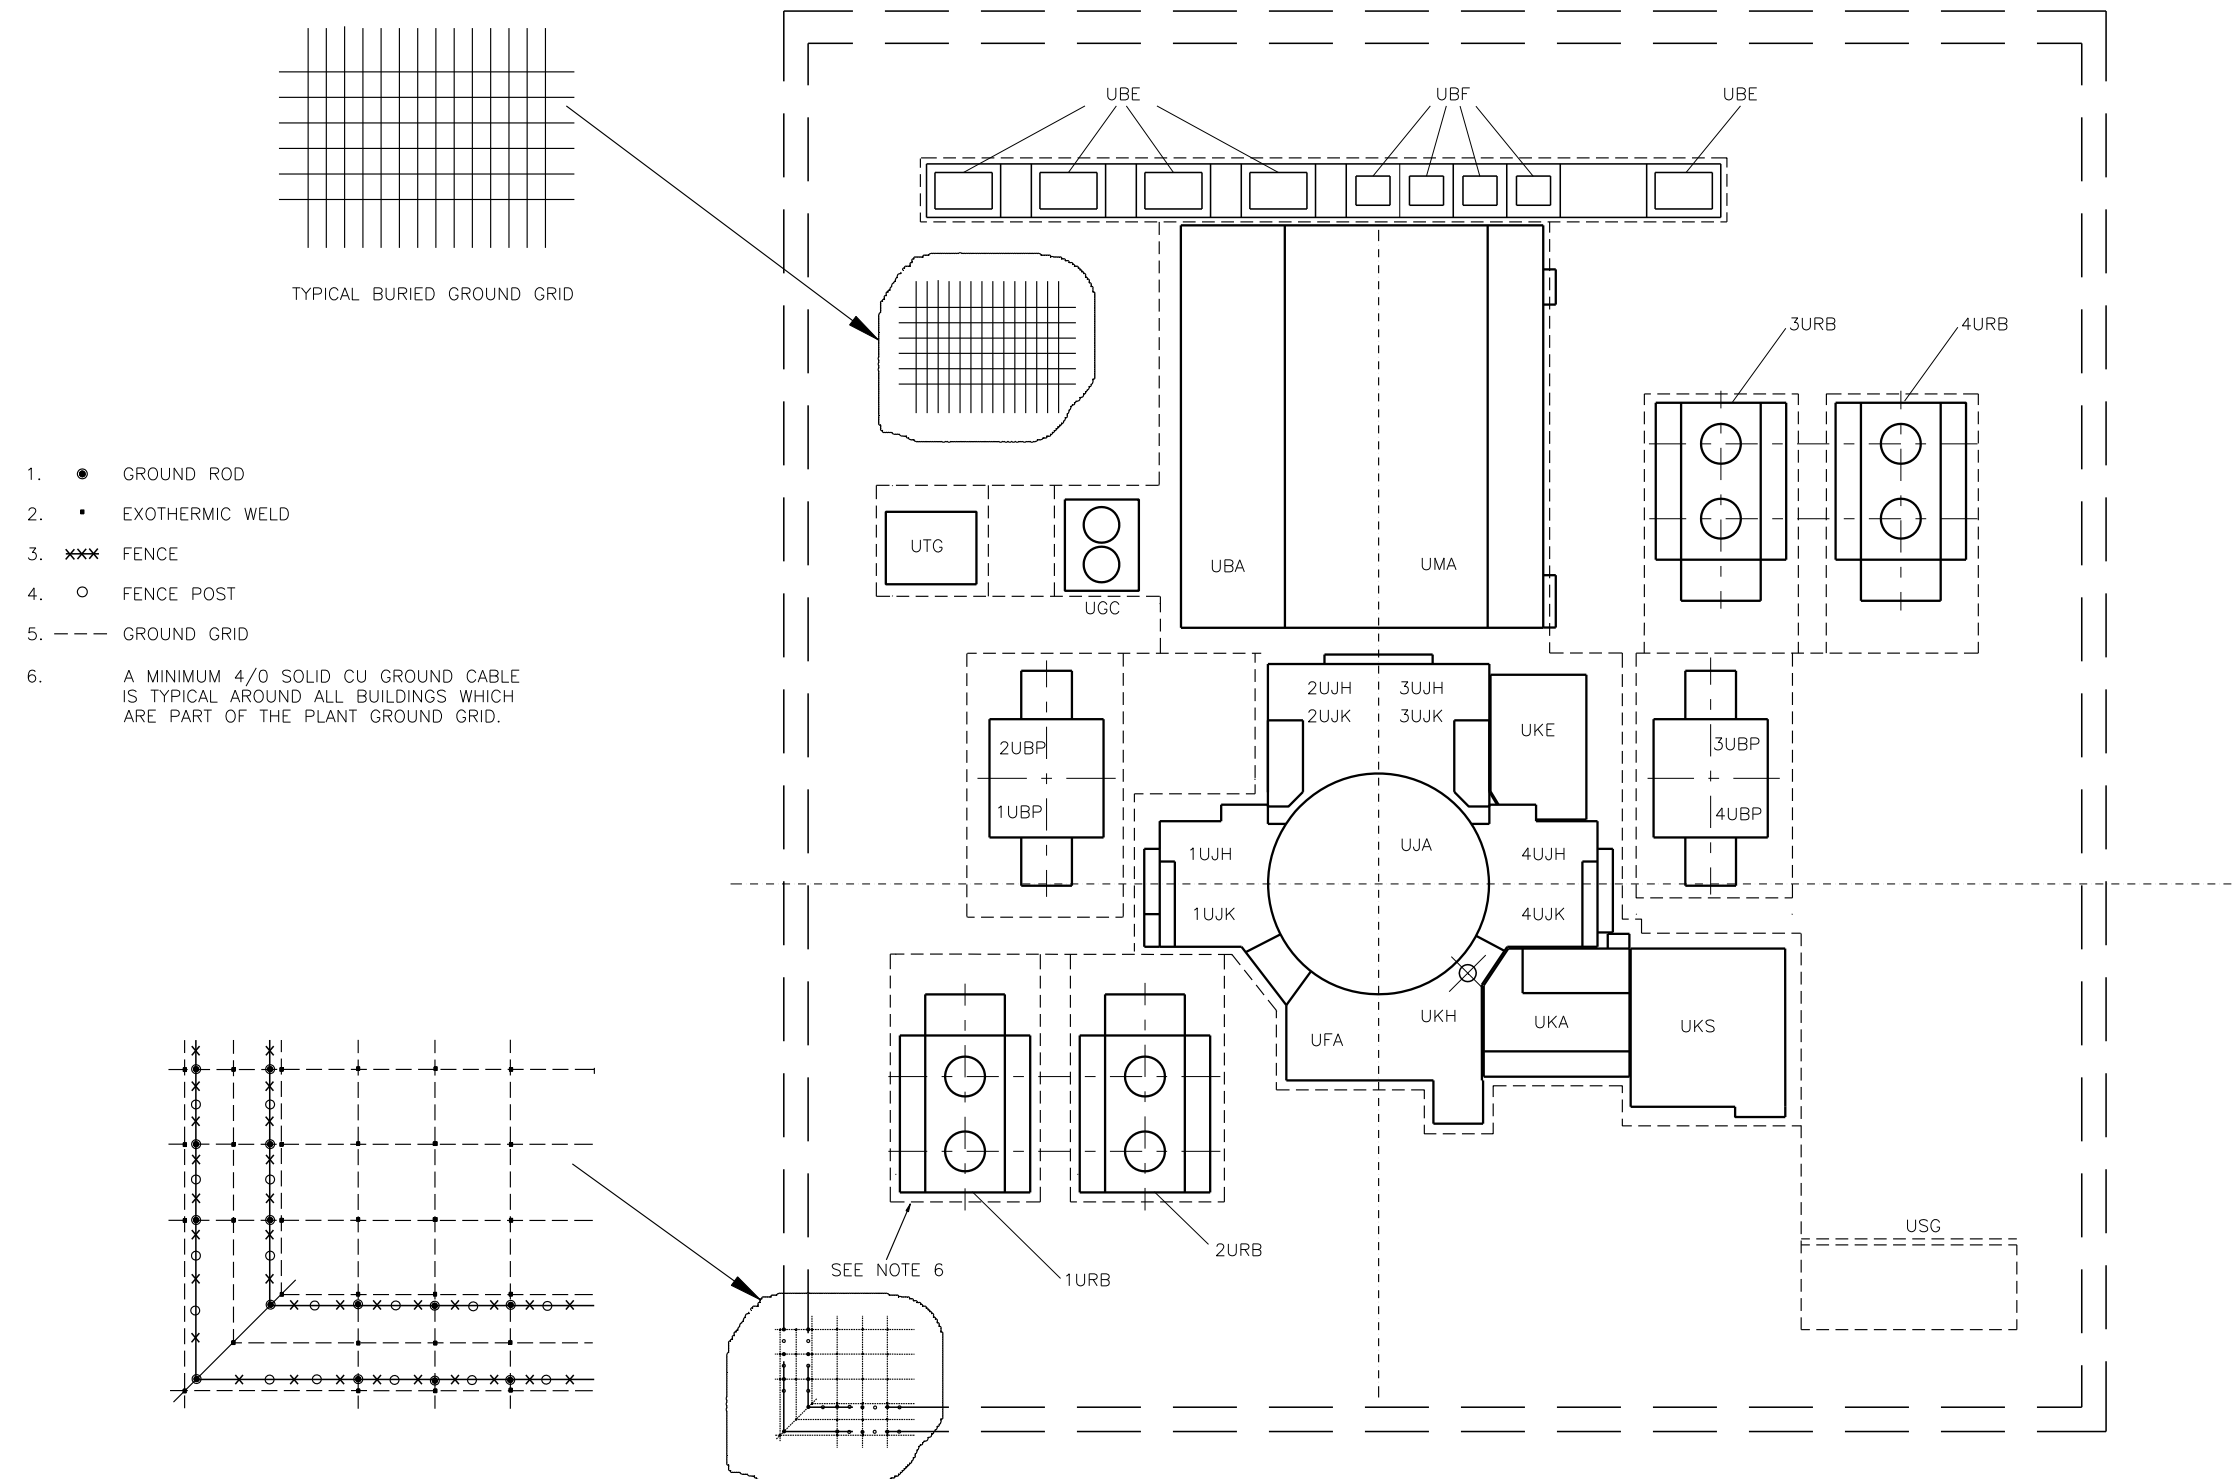 UBE
UBF
UBE
TYPICAL BURIED GROUND GRID
3URB
4URB
1. GROUND ROD
2. EXOTHERMIC WELD
3. FENCE
4. FENCE POST
5. GROUND GRID
6. A MINIMUM 4/0 SOLID CU GROUND CABLE
IS TYPICAL AROUND ALL BUILDINGS WHICH
ARE PART OF THE PLANT GROUND GRID.
UTG
UGC
UBA
UMA
2UJH
3UJH
2UJK
3UJK
UKE
2UBP
1UBP
3UBP
4UBP
UJA
1UJH
4UJH
1UJK
4UJK
UKH
UFA
UKA
UKS
USG
SEE NOTE 6
1URB
2URB